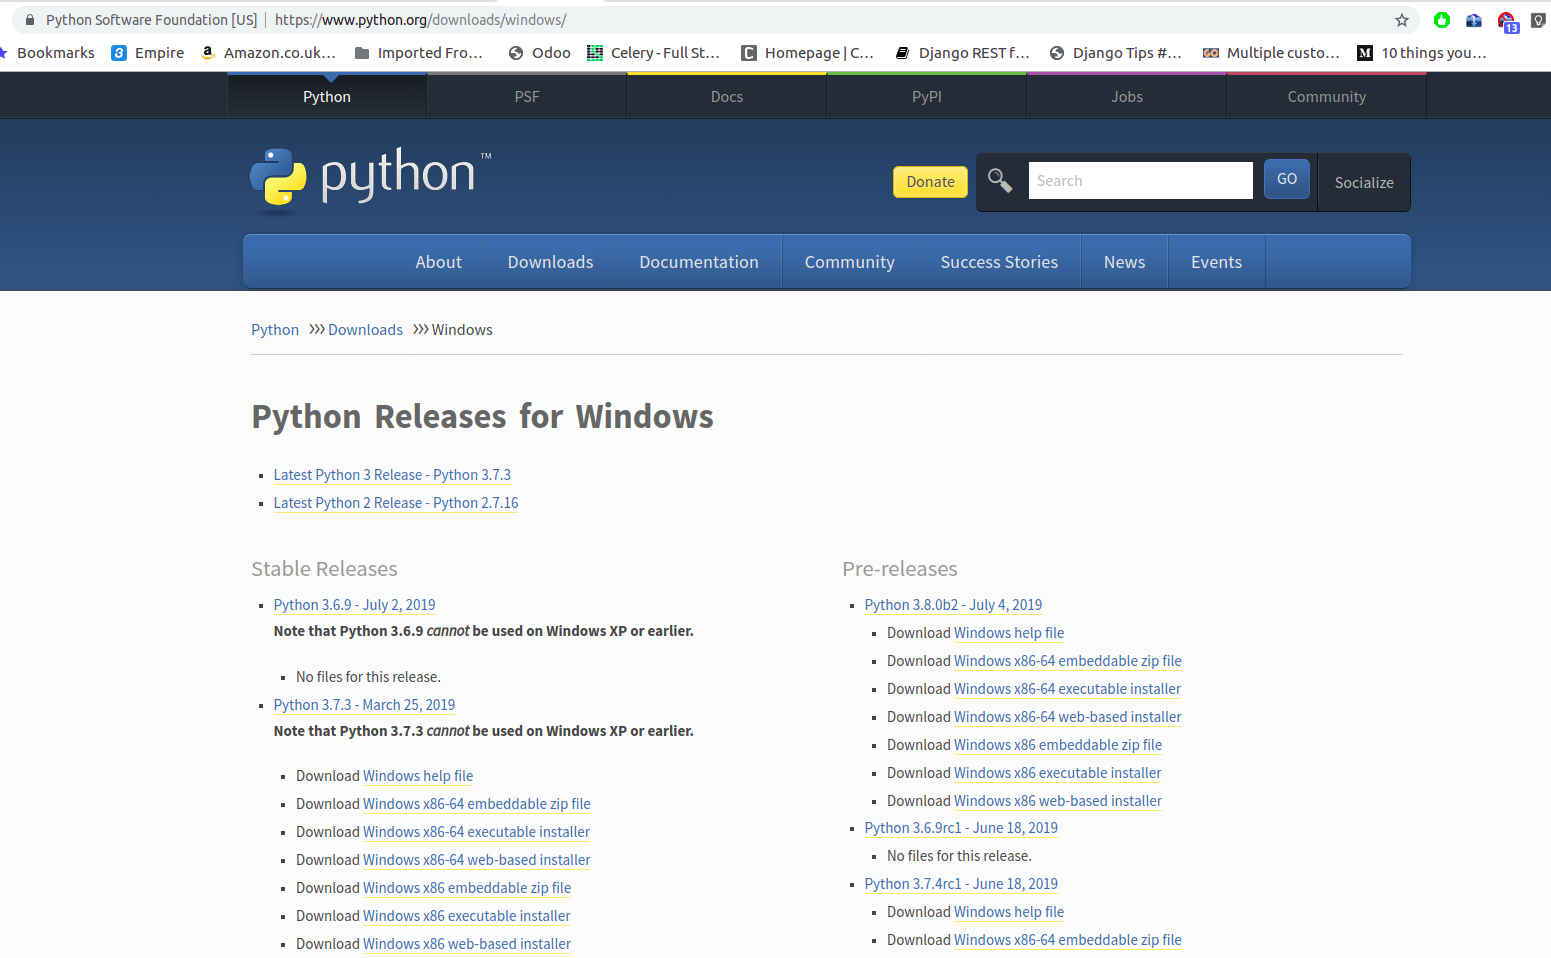 Python Software Foundation [US] | https://www.python.org/downloads/windows/
13
Bookmarks Empire Amazon.co.uk... Imported Fro... Odoo Celery - Full St... Homepage | C... Django REST f... Django Tips #... Multiple custo... 10 things you...
Python PSF Docs PyPI Jobs Community
python™
Donate Search GO Socialize
About Downloads Documentation Community Success Stories News Events
Python >>> Downloads >>> Windows
Python Releases for Windows
Latest Python 3 Release - Python 3.7.3
Latest Python 2 Release - Python 2.7.16
Stable Releases
Python 3.6.9 - July 2, 2019
Note that Python 3.6.9 cannot be used on Windows XP or earlier.
No files for this release.
Python 3.7.3 - March 25, 2019
Note that Python 3.7.3 cannot be used on Windows XP or earlier.
Download Windows help file
Download Windows x86-64 embeddable zip file
Download Windows x86-64 executable installer
Download Windows x86-64 web-based installer
Download Windows x86 embeddable zip file
Download Windows x86 executable installer
Download Windows x86 web-based installer
Pre-releases
Python 3.8.0b2 - July 4, 2019
Download Windows help file
Download Windows x86-64 embeddable zip file
Download Windows x86-64 executable installer
Download Windows x86-64 web-based installer
Download Windows x86 embeddable zip file
Download Windows x86 executable installer
Download Windows x86 web-based installer
Python 3.6.9rc1 - June 18, 2019
No files for this release.
Python 3.7.4rc1 - June 18, 2019
Download Windows help file
Download Windows x86-64 embeddable zip file